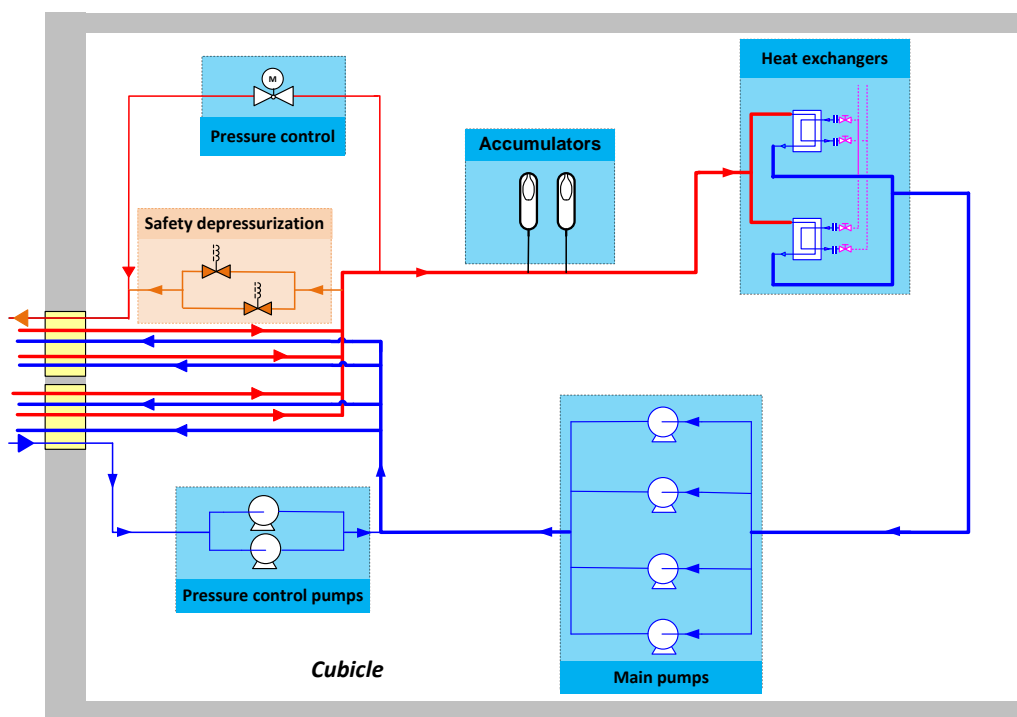 Heat exchangers
M
Pressure control
Accumulators
Safety depressurization
Pressure control pumps
Main pumps
Cubicle